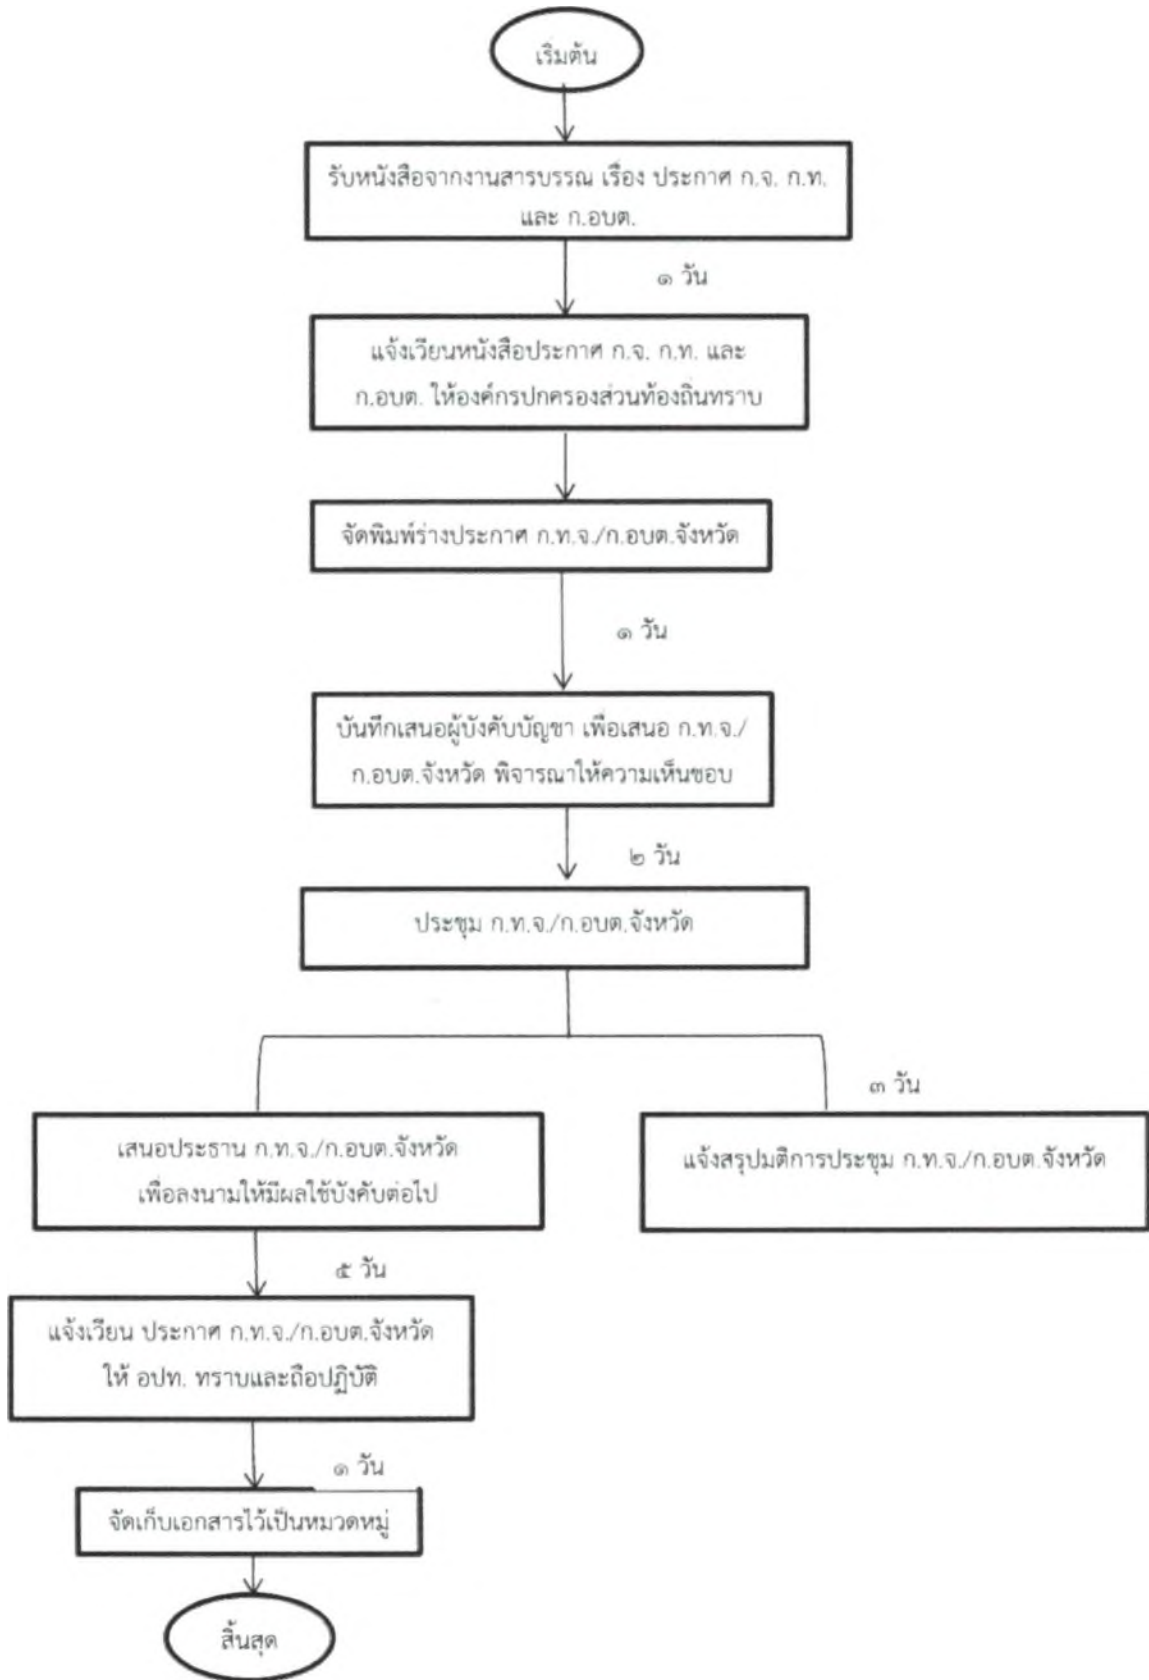 เริ่มต้น
รับหนังสือจากงานสารบรรณ เรื่อง ประกาศ ก.จ. ก.ท.
และ ก.อบต.
๑ วัน
แจ้งเวียนหนังสือประกาศ ก.จ. ก.ท. และ
ก.อบต. ให้องค์กรปกครองส่วนท้องถิ่นทราบ
จัดพิมพ์ร่างประกาศ ก.ท.จ./ก.อบต.จังหวัด
๑ วัน
บันทึกเสนอผู้บังคับบัญชา เพื่อเสนอ ก.ท.จ./
ก.อบต.จังหวัด พิจารณาให้ความเห็นชอบ
๒ วัน
ประชุม ก.ท.จ./ก.อบต.จังหวัด
๓ วัน
เสนอประธาน ก.ท.จ./ก.อบต.จังหวัด
เพื่อลงนามให้มีผลใช้บังคับต่อไป
แจ้งสรุปมติการประชุม ก.ท.จ./ก.อบต.จังหวัด
๕ วัน
แจ้งเวียน ประกาศ ก.ท.จ./ก.อบต.จังหวัด
ให้ อปท. ทราบและถือปฏิบัติ
๑ วัน
จัดเก็บเอกสารไว้เป็นหมวดหมู่
สิ้นสุด